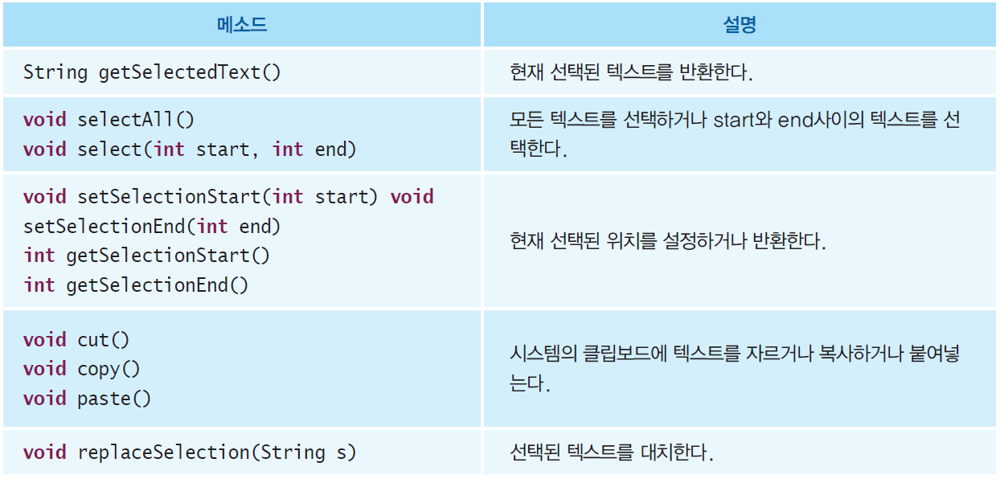 메소드
설명
String getSelectedText()
현재 선택된 텍스트를 반환한다.
void selectAll()
void select(int start, int end)
모든 텍스트를 선택하거나 start와 end사이의 텍스트를 선
택한다.
void setSelectionStart(int start) void
setSelectionEnd(int end)
int getSelectionStart()
int getSelectionEnd()
현재 선택된 위치를 설정하거나 반환한다.
void cut()
void copy()
void paste()
시스템의 클립보드에 텍스트를 자르거나 복사하거나 붙여넣
는다.
void replaceSelection(String s)
선택된 텍스트를 대치한다.